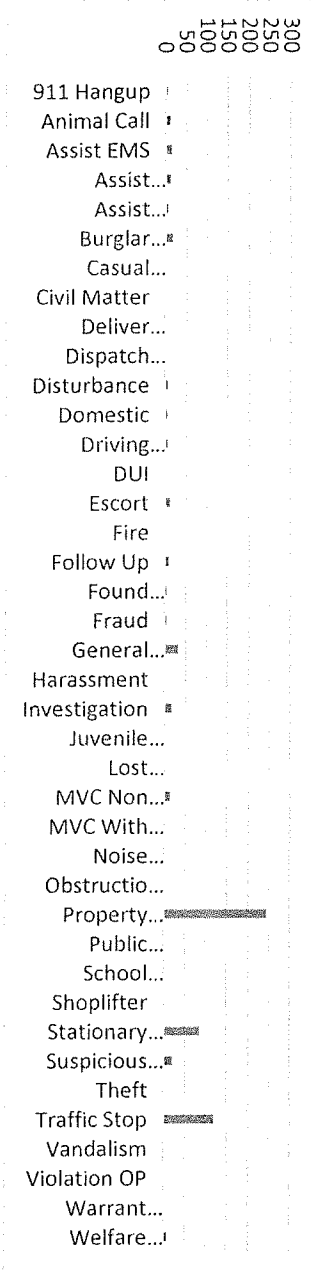 0
50
100
150
200
250
300
911 Hangup
Animal Call
Assist EMS
Assist...
Assist...
Burglar...
Casual...
Civil Matter
Deliver...
Dispatch...
Disturbance
Domestic
Driving...
DUI
Escort
Fire
Follow Up
Found...
Fraud
General...
Harassment
Investigation
Juvenile...
Lost...
MVC Non...
MVC With...
Noise...
Obstructio...
Property...
Public...
School...
Shoplifter
Stationary...
Suspicious...
Theft
Traffic Stop
Vandalism
Violation OP
Warrant...
Welfare...